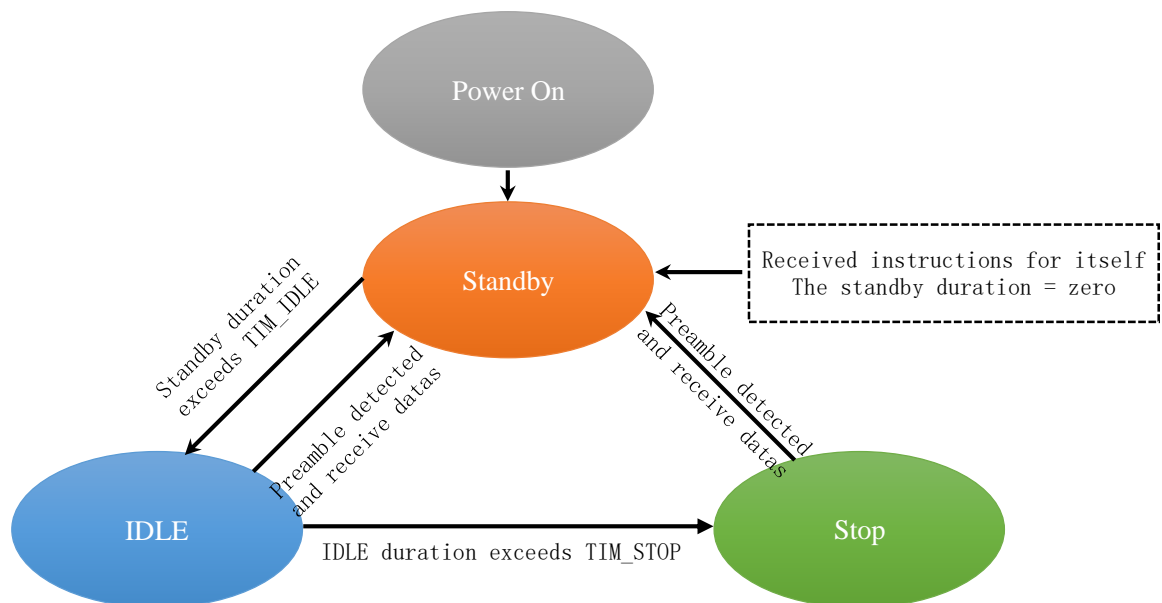 Power On
Standby
Received instructions for itself
The standby duration = zero
Standby duration
exceeds TIM_IDLE
Preamble detected
and receive datas
Preamble detected
and receive datas
IDLE
Stop
IDLE duration exceeds TIM_STOP